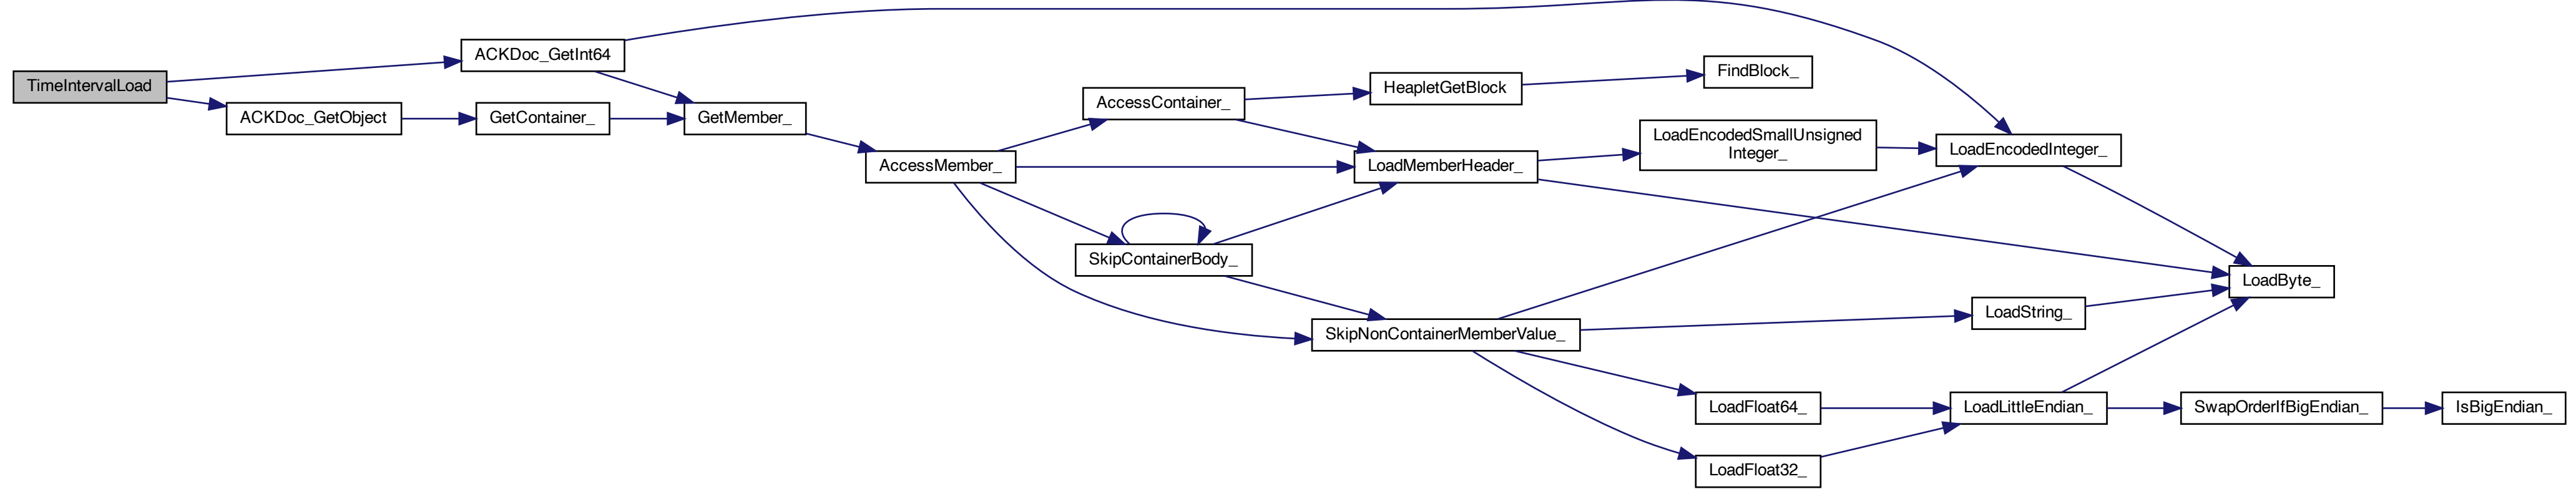 TimeIntervalLoad
ACKDoc_GetInt64
ACKDoc_GetObject
GetContainer_
GetMember_
AccessMember_
AccessContainer_
SkipContainerBody_
HeapletGetBlock
LoadMemberHeader_
SkipNonContainerMemberValue_
FindBlock_
LoadEncodedSmallUnsigned
Integer_
LoadEncodedInteger_
LoadString_
LoadFloat64_
LoadFloat32_
LoadLittleEndian_
LoadByte_
SwapOrderIfBigEndian_
IsBigEndian_